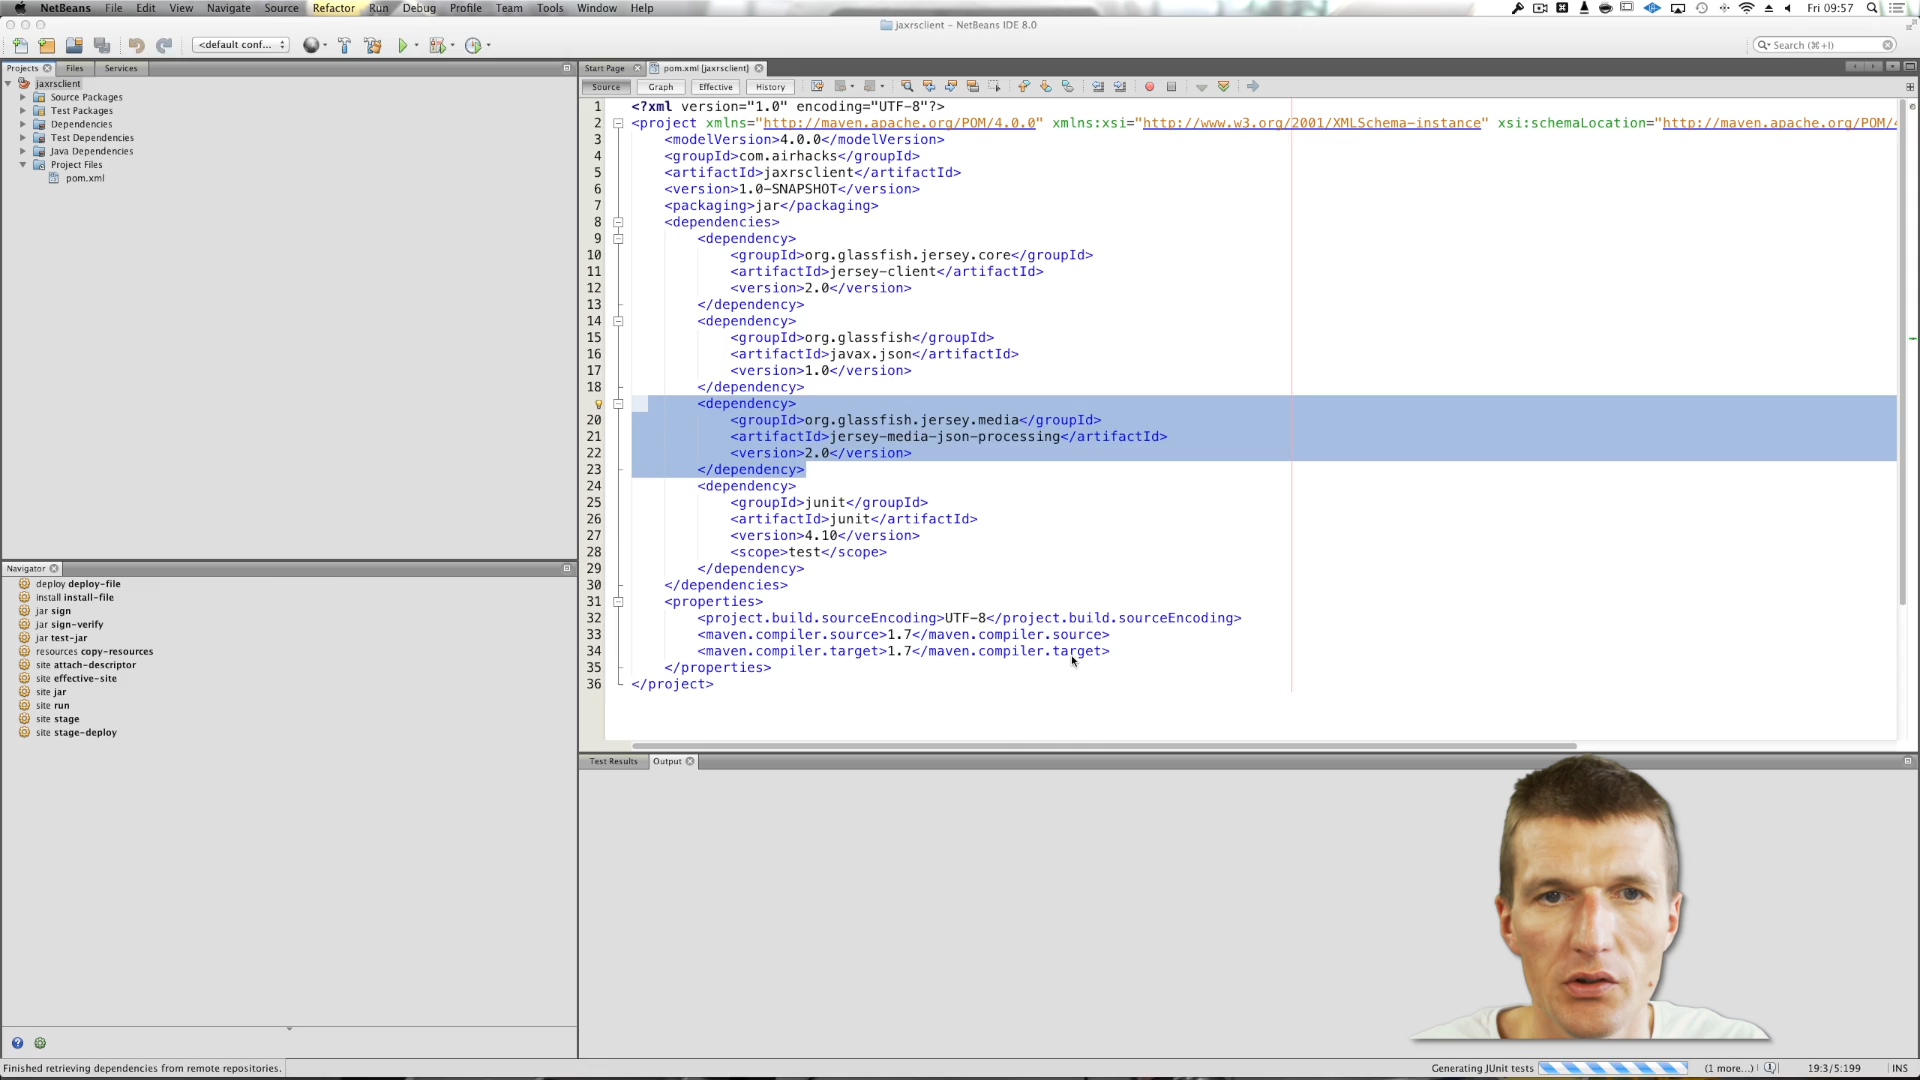 NetBeans File Edit View Navigate Source Refactor Run Debug Profile Team Tools Window Help
Fri 09:57
jaxrsclient – NetBeans IDE 8.0
<default conf...
Search (⌘+I)
Projects Files Services
Start Page pom.xml [jaxrsclient]
Source Graph Effective History
jaxrsclient
Source Packages
Test Packages
Dependencies
Test Dependencies
Java Dependencies
Project Files
pom.xml
1 <?xml version="1.0" encoding="UTF-8"?>
2 <project xmlns="http://maven.apache.org/POM/4.0.0" xmlns:xsi="http://www.w3.org/2001/XMLSchema-instance" xsi:schemaLocation="http://maven.apache.org/POM/4
3 <modelVersion>4.0.0</modelVersion>
4 <groupId>com.airhacks</groupId>
5 <artifactId>jaxrsclient</artifactId>
6 <version>1.0-SNAPSHOT</version>
7 <packaging>jar</packaging>
8 <dependencies>
9 <dependency>
10 <groupId>org.glassfish.jersey.core</groupId>
11 <artifactId>jersey-client</artifactId>
12 <version>2.0</version>
13 </dependency>
14 <dependency>
15 <groupId>org.glassfish</groupId>
16 <artifactId>javax.json</artifactId>
17 <version>1.0</version>
18 </dependency>
<dependency>
20 <groupId>org.glassfish.jersey.media</groupId>
21 <artifactId>jersey-media-json-processing</artifactId>
22 <version>2.0</version>
23 </dependency>
24 <dependency>
25 <groupId>junit</groupId>
26 <artifactId>junit</artifactId>
27 <version>4.10</version>
28 <scope>test</scope>
29 </dependency>
30 </dependencies>
31 <properties>
32 <project.build.sourceEncoding>UTF-8</project.build.sourceEncoding>
33 <maven.compiler.source>1.7</maven.compiler.source>
34 <maven.compiler.target>1.7</maven.compiler.target>
35 </properties>
36 </project>
Navigator
deploy deploy-file
install install-file
jar sign
jar sign-verify
jar test-jar
resources copy-resources
site attach-descriptor
site effective-site
site jar
site run
site stage
site stage-deploy
Test Results Output
Finished retrieving dependencies from remote repositories.
Generating JUnit tests
(1 more...)
19:3/5:199
INS